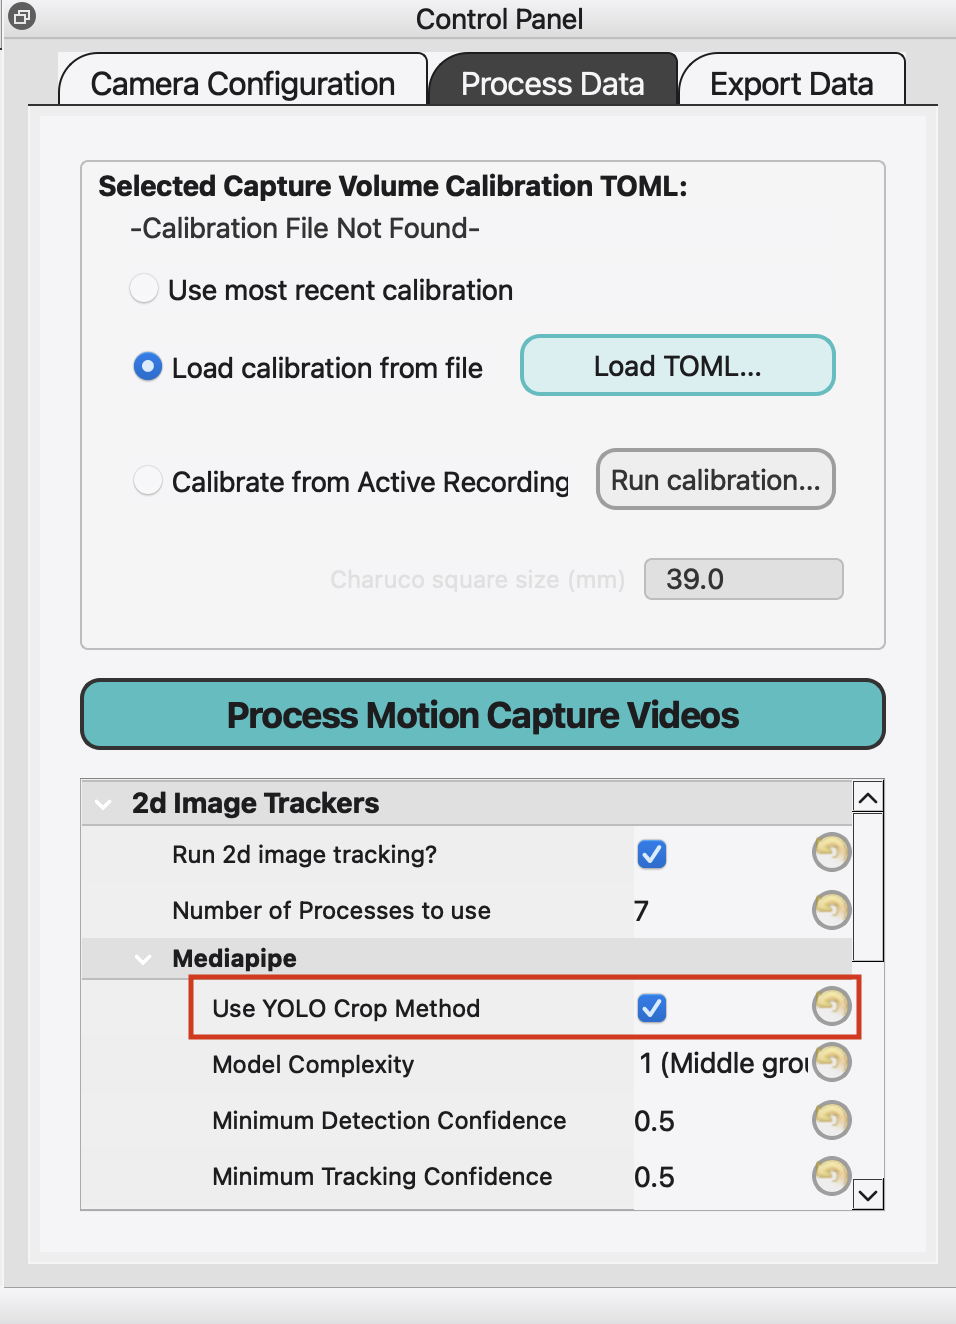 Control Panel
Camera Configuration
Process Data
Export Data
Selected Capture Volume Calibration TOML:
-Calibration File Not Found-
Use most recent calibration
Load calibration from file
Load TOML...
Calibrate from Active Recording
Run calibration...
Charuco square size (mm)
39.0
Process Motion Capture Videos
2d Image Trackers
Run 2d image tracking?
Number of Processes to use
7
Mediapipe
Use YOLO Crop Method
Model Complexity
1 (Middle grou
Minimum Detection Confidence
0.5
Minimum Tracking Confidence
0.5